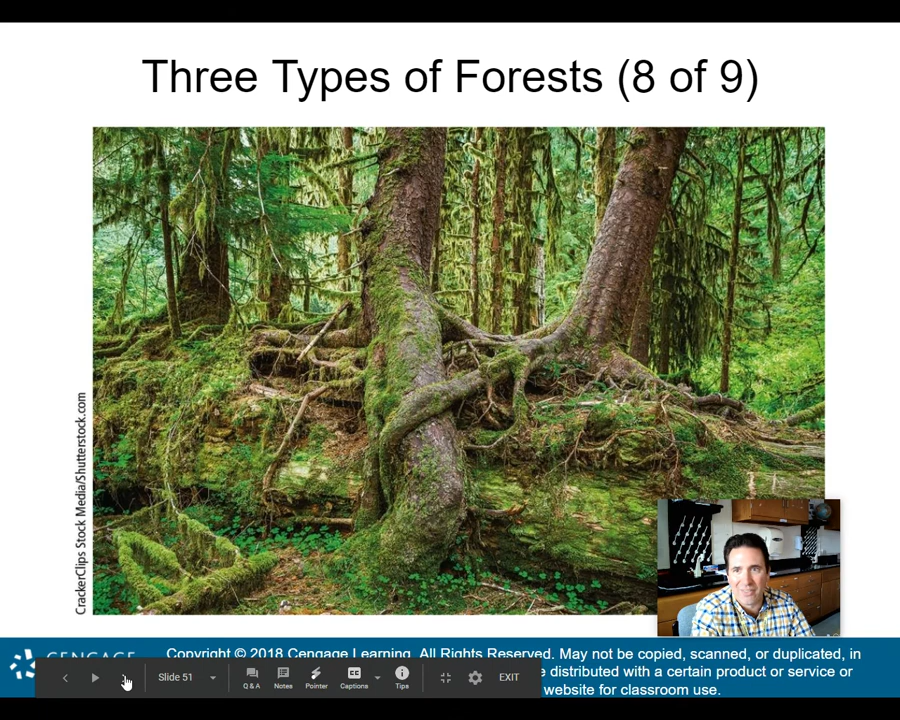 Three Types of Forests (8 of 9)
CrackerClips Stock Media/Shutterstock.com
CENGAGE
Copyright © 2018 Cengage Learning. All Rights Reserved. May not be copied, scanned, or duplicated, in
distributed with a certain product or service or
website for classroom use.
Slide 51
Q & A
Notes
Pointer
Captions
Tips
EXIT